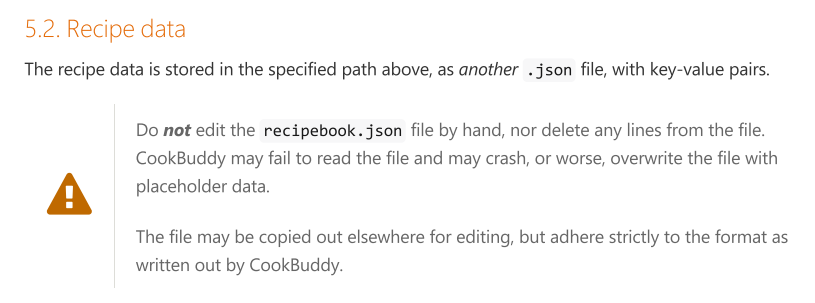 5.2. Recipe data
The recipe data is stored in the specified path above, as another .json file, with key-value pairs.
Do not edit the recipebook.json file by hand, nor delete any lines from the file.
CookBuddy may fail to read the file and may crash, or worse, overwrite the file with
placeholder data.
The file may be copied out elsewhere for editing, but adhere strictly to the format as
written out by CookBuddy.